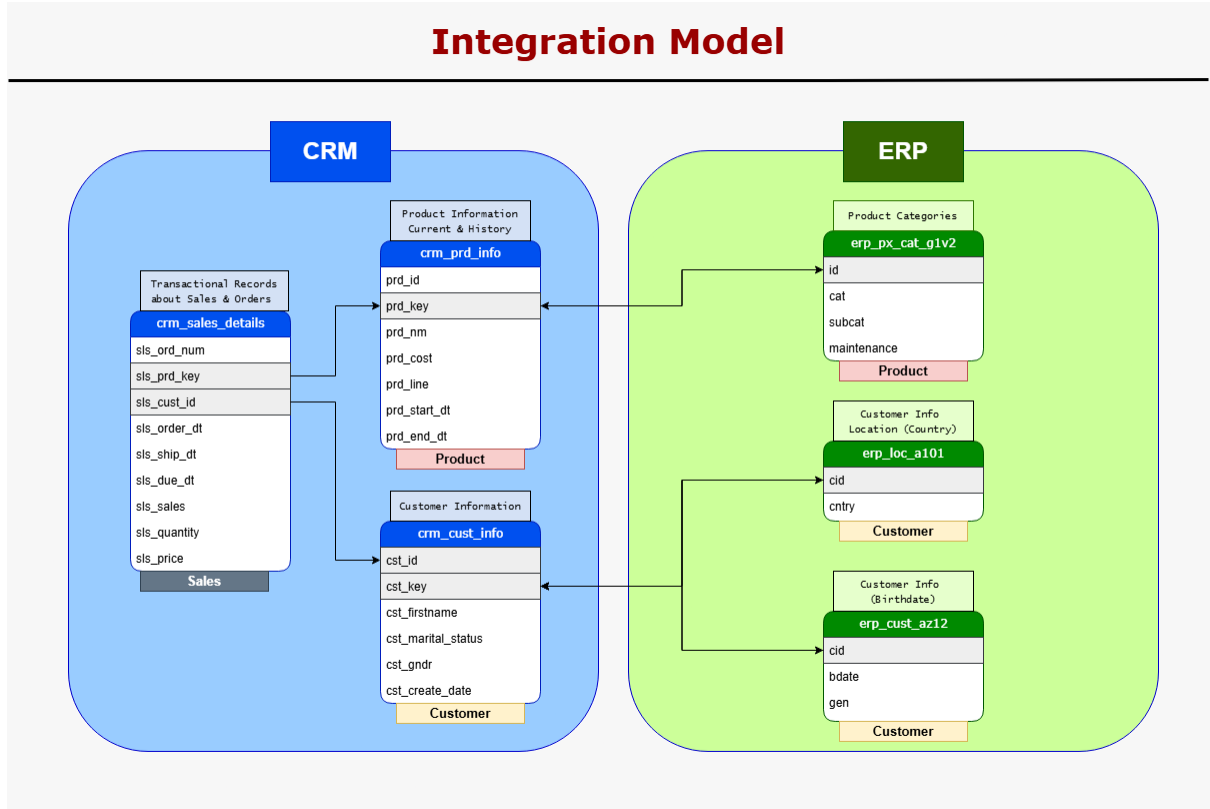 Integration Model
CRM
Transactional Records
about Sales & Orders
crm_sales_details
sls_ord_num
sls_prd_key
sls_cust_id
sls_order_dt
sls_ship_dt
sls_due_dt
sls_sales
sls_quantity
sls_price
Sales
Product Information
Current & History
crm_prd_info
prd_id
prd_key
prd_nm
prd_cost
prd_line
prd_start_dt
prd_end_dt
Product
Customer Information
crm_cust_info
cst_id
cst_key
cst_firstname
cst_marital_status
cst_gndr
cst_create_date
Customer
ERP
Product Categories
erp_px_cat_g1v2
id
cat
subcat
maintenance
Product
Customer Info
Location (Country)
erp_loc_a101
cid
cntry
Customer
Customer Info
(Birthdate)
erp_cust_az12
cid
bdate
gen
Customer